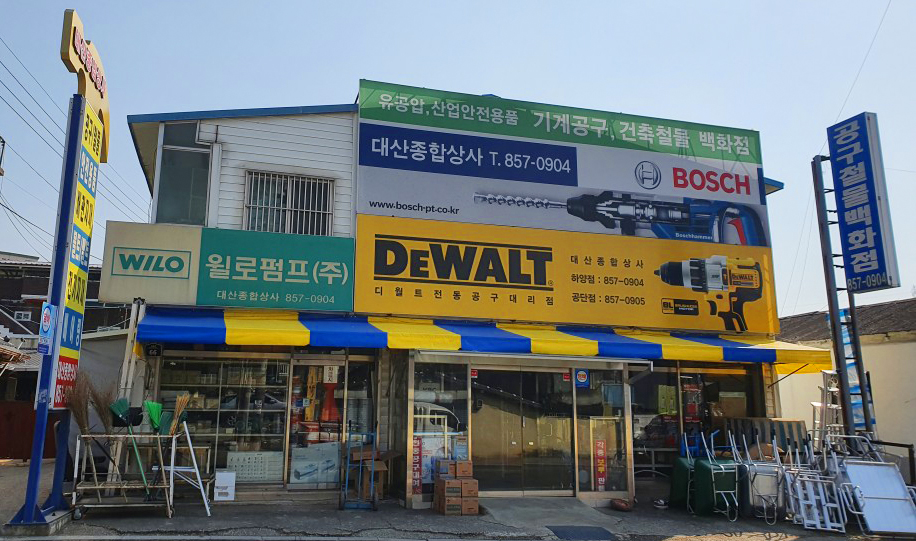 유공압,산업안전용품 기계공구, 건축철물 백화점
대산종합상사 T. 857-0904
BOSCH
www.bosch-pt.co.kr
Boschhammer
WILO
윌로펌프(주)
대산종합상사 857-0904
DEWALT
디월트전동공구대리점
대산종합상사
하양점 : 857-0904
공단점 : 857-0905
DEWALT
BL
공구철물백화점
857-0904